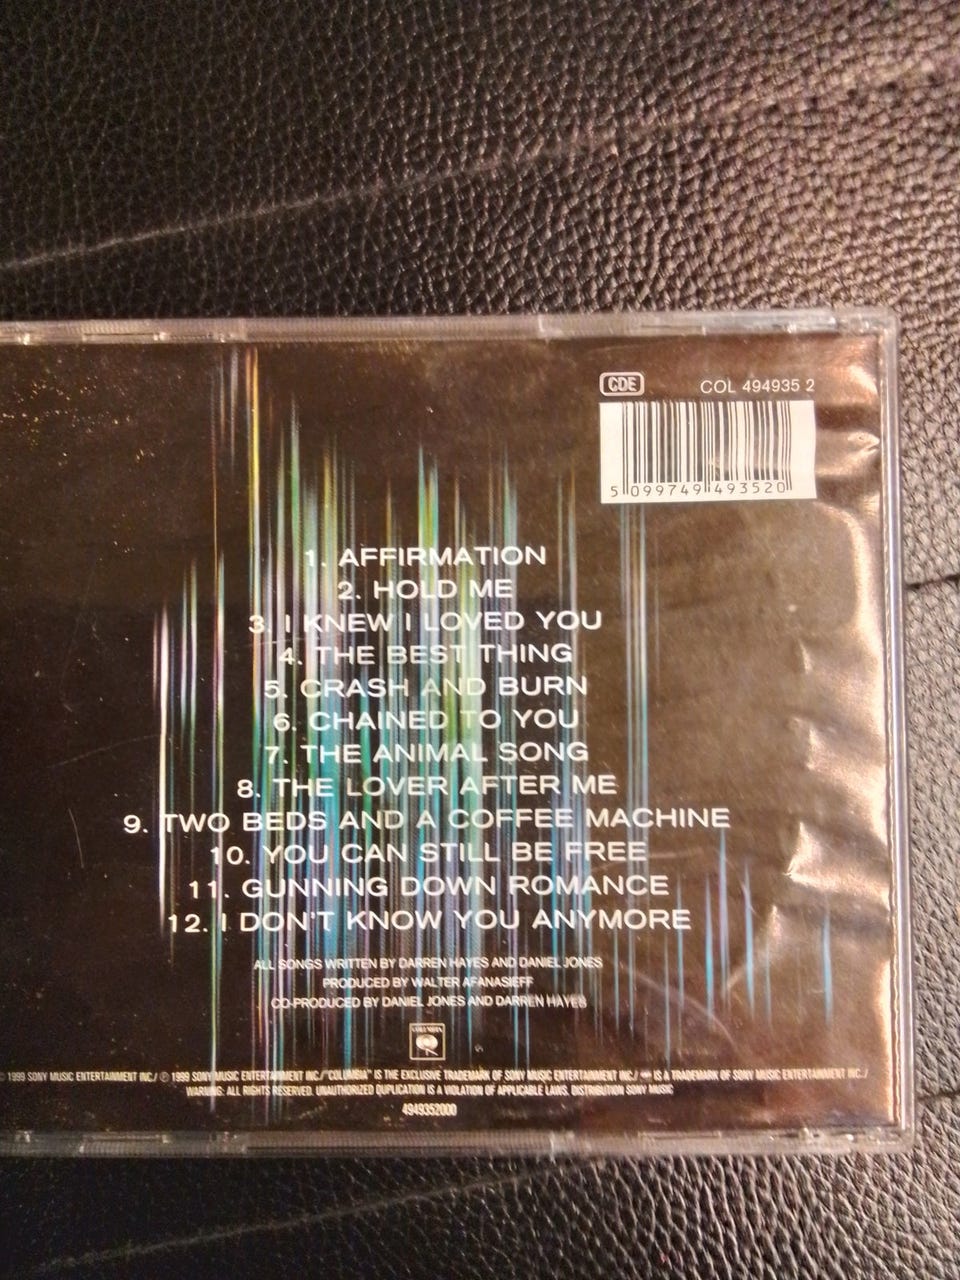 CDE COL 494935 2
5 099749 493520
1. AFFIRMATION
2. HOLD ME
3. I KNEW I LOVED YOU
4. THE BEST THING
5. CRASH AND BURN
6. CHAINED TO YOU
7. THE ANIMAL SONG
8. THE LOVER AFTER ME
9. TWO BEDS AND A COFFEE MACHINE
10. YOU CAN STILL BE FREE
11. GUNNING DOWN ROMANCE
12. I DON'T KNOW YOU ANYMORE
ALL SONGS WRITTEN BY DARREN HAYES AND DANIEL JONES
PRODUCED BY WALTER AFANASIEFF
CO-PRODUCED BY DANIEL JONES AND DARREN HAYES
COLUMBIA
© 1999 SONY MUSIC ENTERTAINMENT INC./ ℗ 1999 SONY MUSIC ENTERTAINMENT INC./"COLUMBIA" IS THE EXCLUSIVE TRADEMARK OF SONY MUSIC ENTERTAINMENT INC./ IS A TRADEMARK OF SONY MUSIC ENTERTAINMENT INC./
WARNING: ALL RIGHTS RESERVED. UNAUTHORIZED DUPLICATION IS A VIOLATION OF APPLICABLE LAWS. DISTRIBUTION SONY MUSIC
4949352000